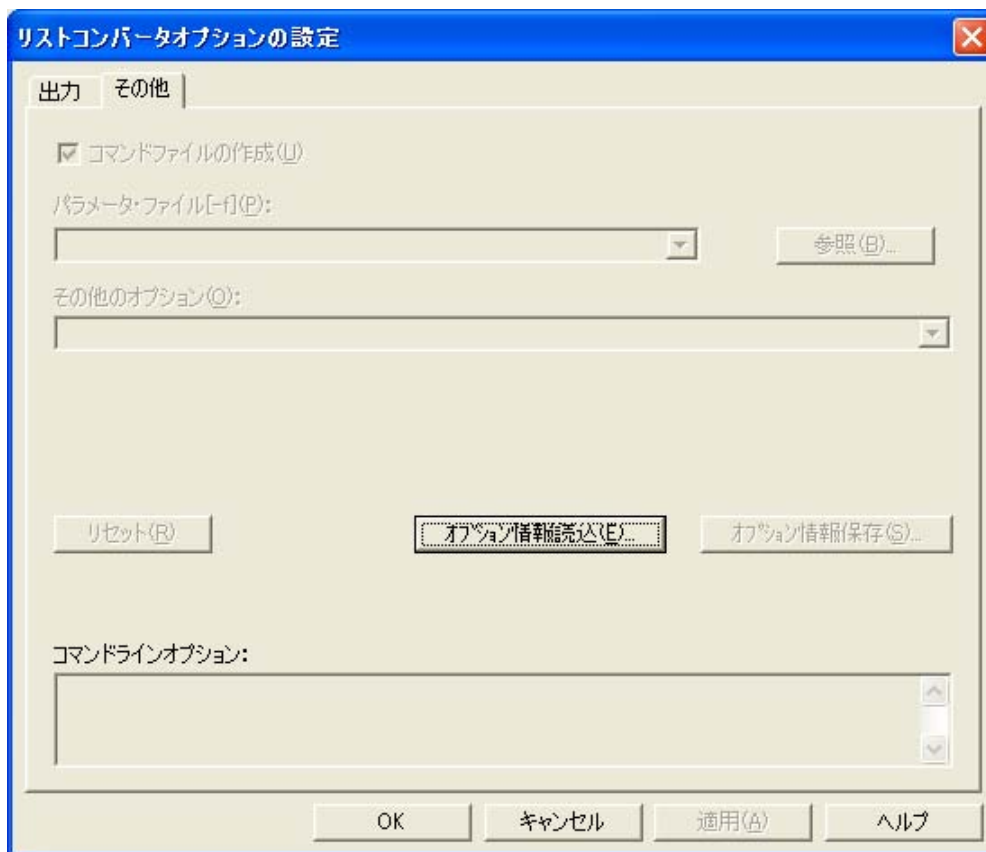 リストコンバータオプションの設定
出力 その他
コマンドファイルの作成(U)
パラメータ・ファイル[-f](P):
参照(B)...
その他のオプション(O):
リセット(R) オプション情報読込(E)... オプション情報保存(S)...
コマンドラインオプション:
OK キャンセル 適用(A) ヘルプ